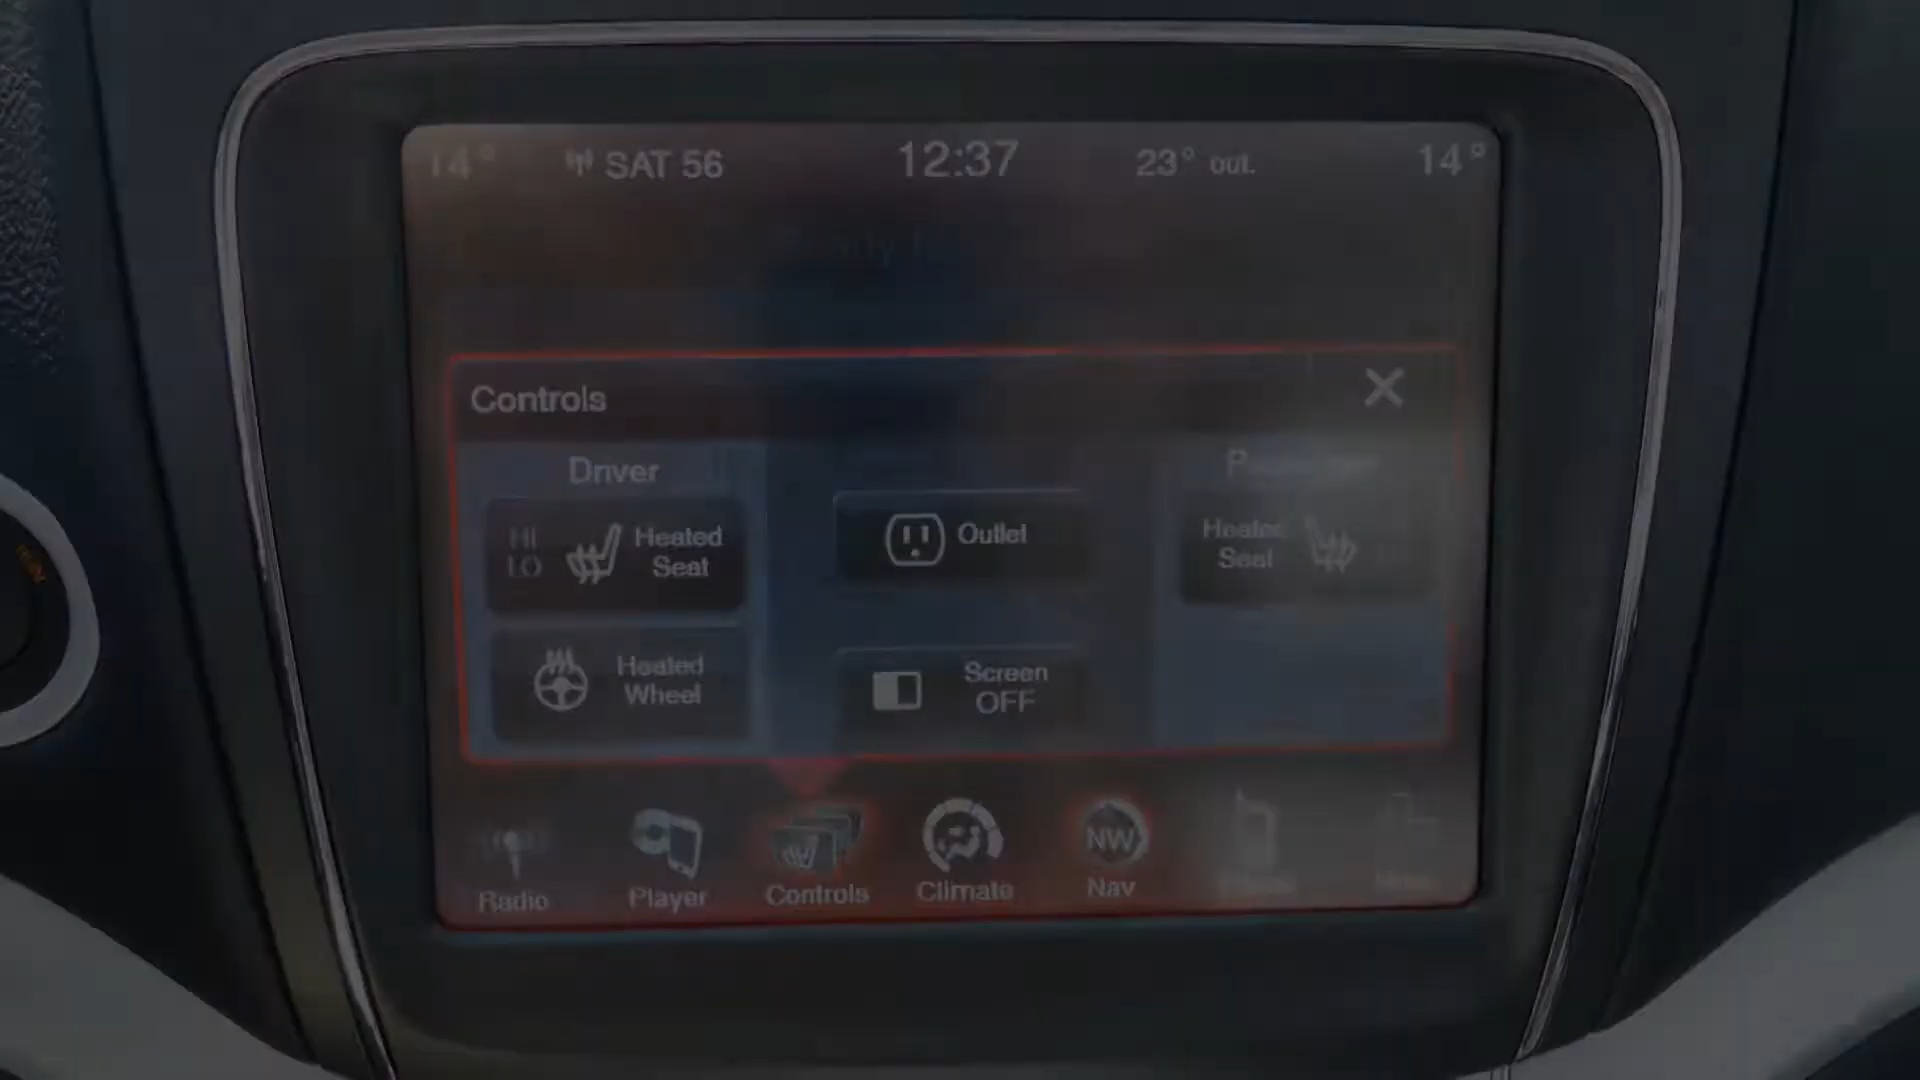 14° SAT 56 12:37 23° out. 14°
Controls
Driver
HI
LO
Heated
Seat
Outlet
Heated
Seat
Heated
Wheel
Screen
OFF
NW
Radio Player Controls Climate Nav